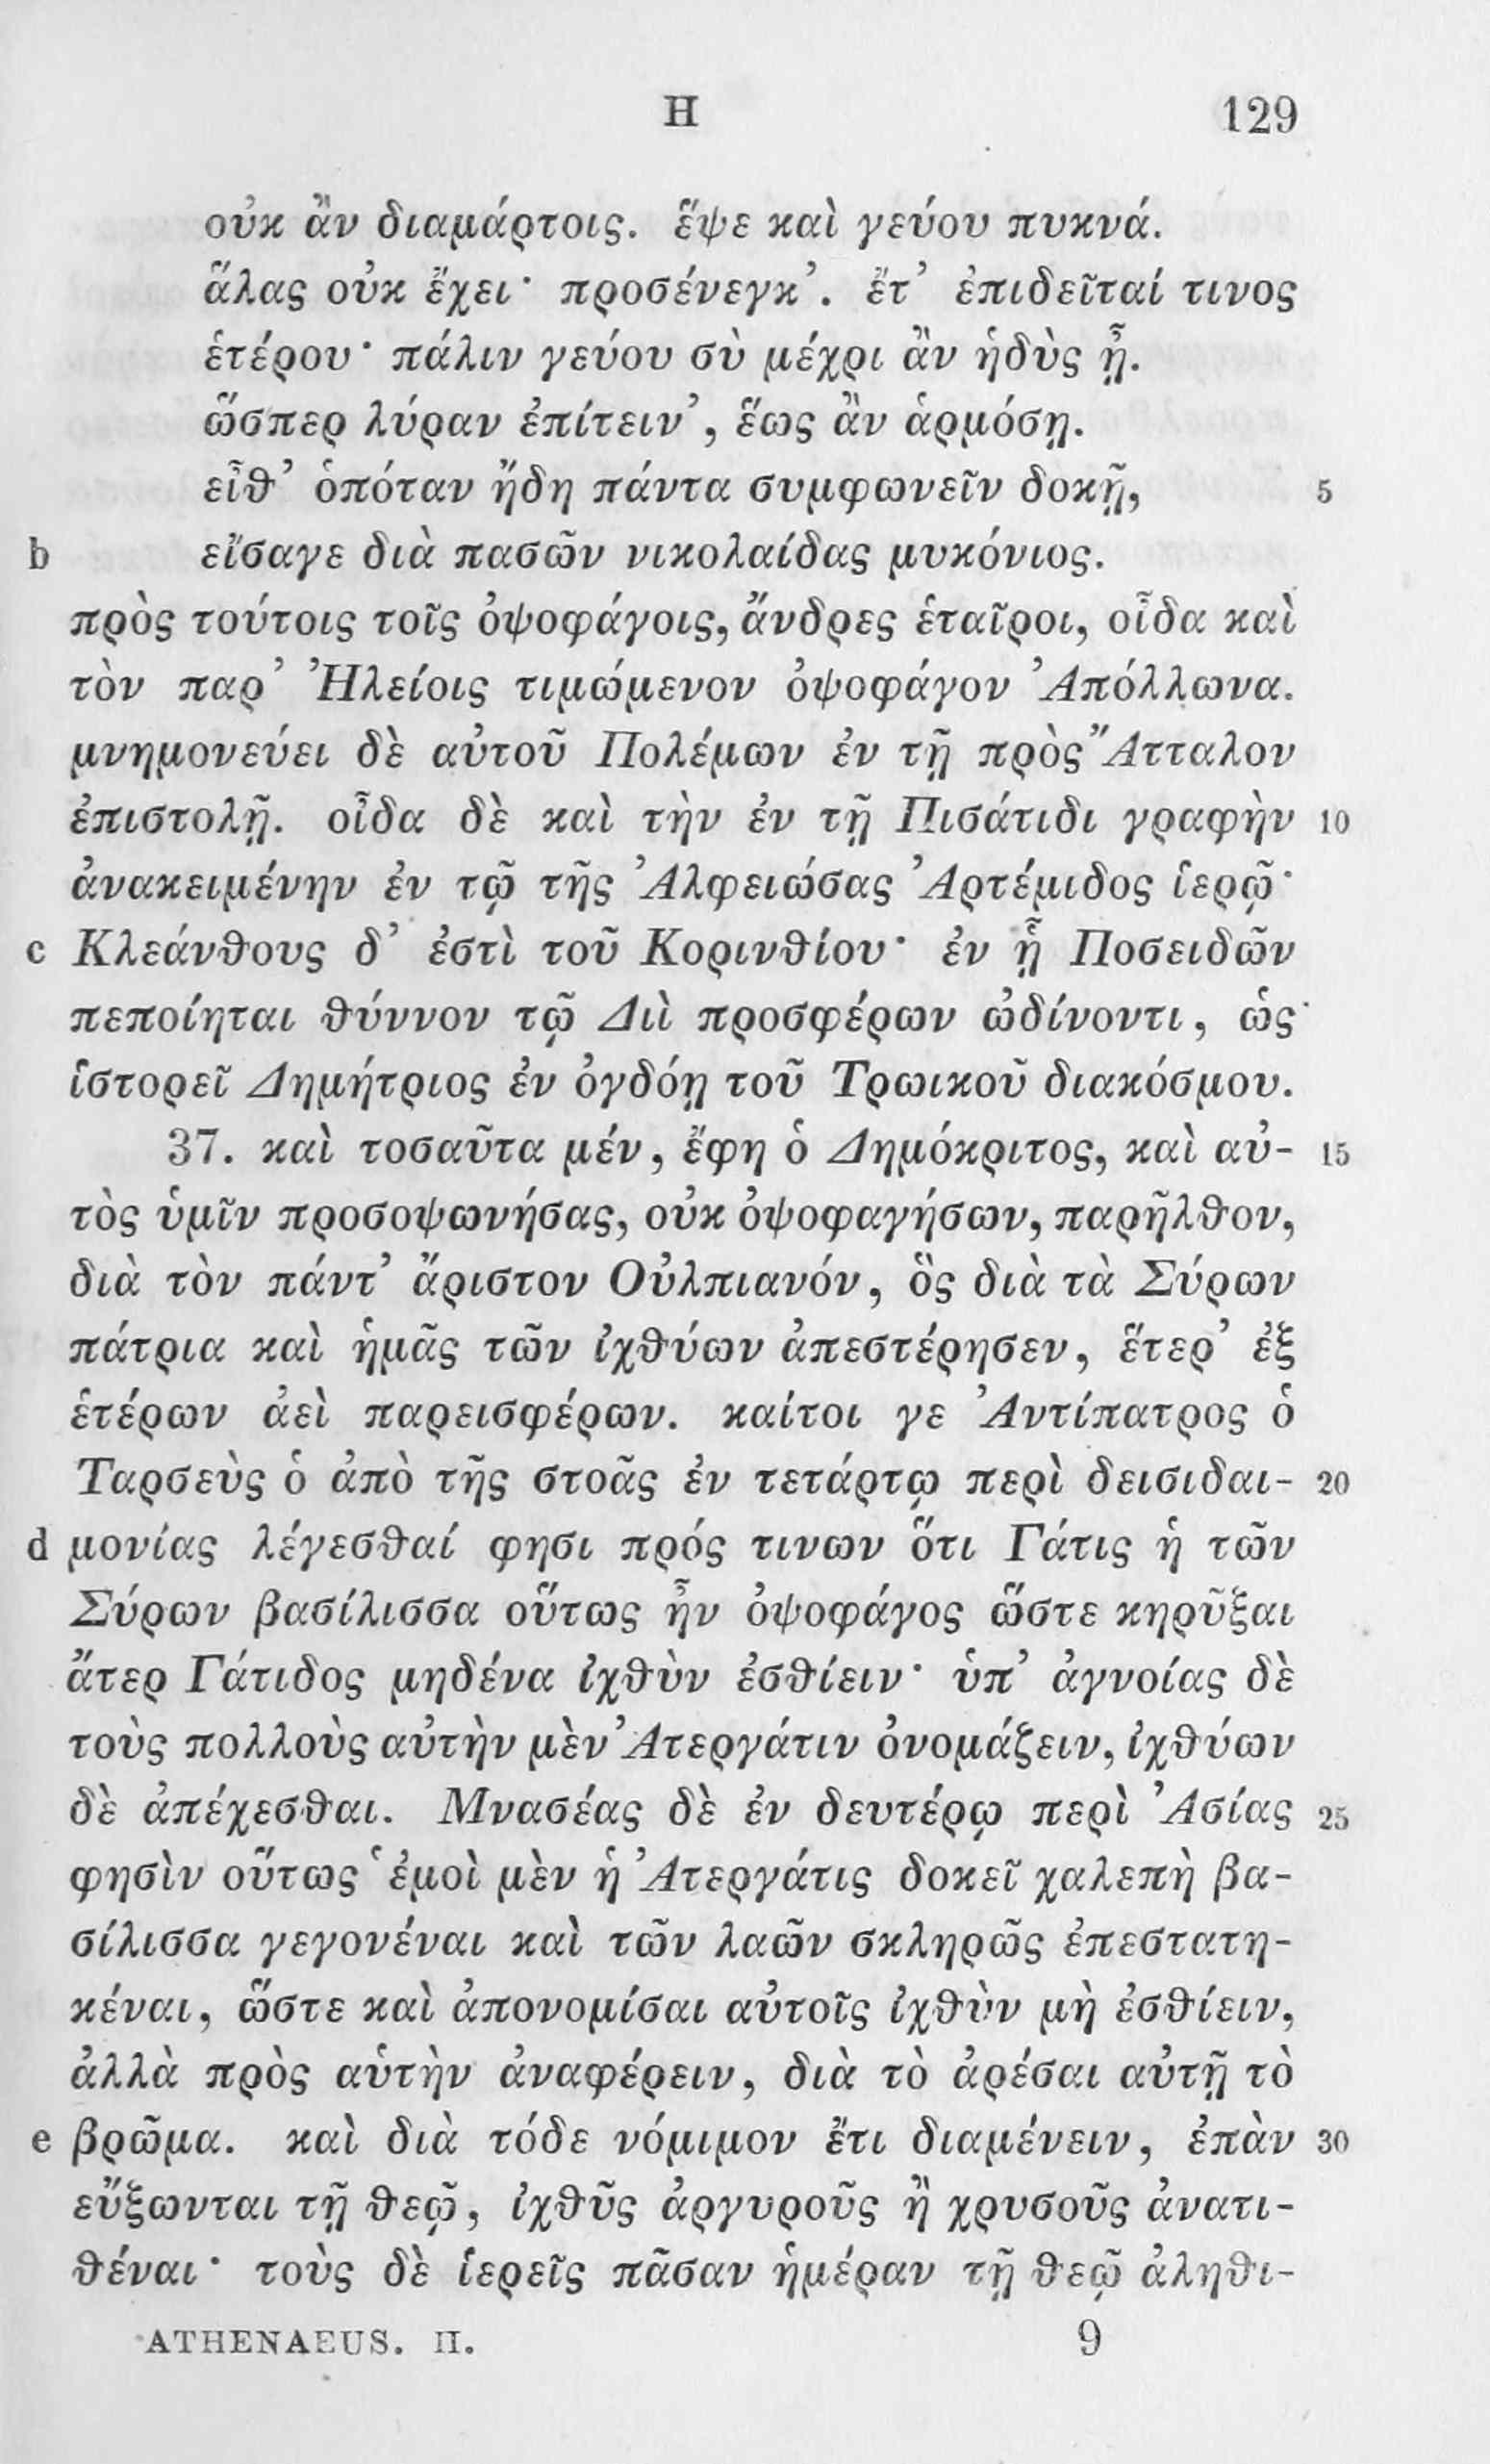 Η 129
οὐκ ἂν διαμάρτοις. ἕψε καὶ γεύου πυκνά.
ἅλας οὐκ ἔχει· προσένεγκ’. ἔτ’ ἐπιδεῖταί τινος
ἑτέρου· πάλιν γεύου σὺ μέχρι ἂν ἡδὺς ᾖ.
ὥσπερ λύραν ἐπίτειν’, ἕως ἂν ἁρμόσῃ.
εἶθ’ ὁπόταν ἤδη πάντα συμφωνεῖν δοκῇ, 5
b εἴσαγε διὰ πασῶν νικολαίδας μυκόνιος.
πρὸς τούτοις τοῖς ὀψοφάγοις, ἄνδρες ἑταῖροι, οἶδα καὶ
τὸν παρ’ Ἠλείοις τιμώμενον ὀψοφάγον Ἀπόλλωνα.
μνημονεύει δὲ αὐτοῦ Πολέμων ἐν τῇ πρὸς Ἄτταλον
ἐπιστολῇ. οἶδα δὲ καὶ τὴν ἐν τῇ Πισάτιδι γραφὴν 10
ἀνακειμένην ἐν τῷ τῆς Ἀλφειώσας Ἀρτέμιδος ἱερῷ·
c Κλεάνθους δ’ ἐστὶ τοῦ Κορινθίου· ἐν ᾗ Ποσειδῶν
πεποίηται θύννον τῷ Διὶ προσφέρων ὠδίνοντι, ὡς
ἱστορεῖ Δημήτριος ἐν ὀγδόῃ τοῦ Τρωικοῦ διακόσμου.
37. καὶ τοσαῦτα μέν, ἔφη ὁ Δημόκριτος, καὶ αὐ- 15
τὸς ὑμῖν προσοψωνήσας, οὐκ ὀψοφαγήσων, παρῆλθον,
διὰ τὸν πάντ’ ἄριστον Οὐλπιανόν, ὃς διὰ τὰ Σύρων
πάτρια καὶ ἡμᾶς τῶν ἰχθύων ἀπεστέρησεν, ἕτερ’ ἐξ
ἑτέρων ἀεὶ παρεισφέρων. καίτοι γε Ἀντίπατρος ὁ
Ταρσεὺς ὁ ἀπὸ τῆς στοᾶς ἐν τετάρτῳ περὶ δεισιδαι- 20
d μονίας λέγεσθαί φησι πρός τινων ὅτι Γάτις ἡ τῶν
Σύρων βασίλισσα οὕτως ἦν ὀψοφάγος ὥστε κηρῦξαι
ἄτερ Γάτιδος μηδένα ἰχθὺν ἐσθίειν· ὑπ’ ἀγνοίας δὲ
τοὺς πολλοὺς αὐτὴν μὲν Ἀτεργάτιν ὀνομάζειν, ἰχθύων
δὲ ἀπέχεσθαι. Μνασέας δὲ ἐν δευτέρῳ περὶ Ἀσίας 25
φησὶν οὕτως ‘ἐμοὶ μὲν ἡ Ἀτεργάτις δοκεῖ χαλεπὴ βα-
σίλισσα γεγονέναι καὶ τῶν λαῶν σκληρῶς ἐπεστατη-
κέναι, ὥστε καὶ ἀπονομίσαι αὐτοῖς ἰχθὺν μὴ ἐσθίειν,
ἀλλὰ πρὸς αὑτὴν ἀναφέρειν, διὰ τὸ ἀρέσαι αὐτῇ τὸ
e βρῶμα. καὶ διὰ τόδε νόμιμον ἔτι διαμένειν, ἐπὰν 30
εὔξωνται τῇ θεῷ, ἰχθῦς ἀργυροῦς ἢ χρυσοῦς ἀνατι-
θέναι· τοὺς δὲ ἱερεῖς πᾶσαν ἡμέραν τῇ θεῷ ἀληθι-
ATHENAEUS. II. 9